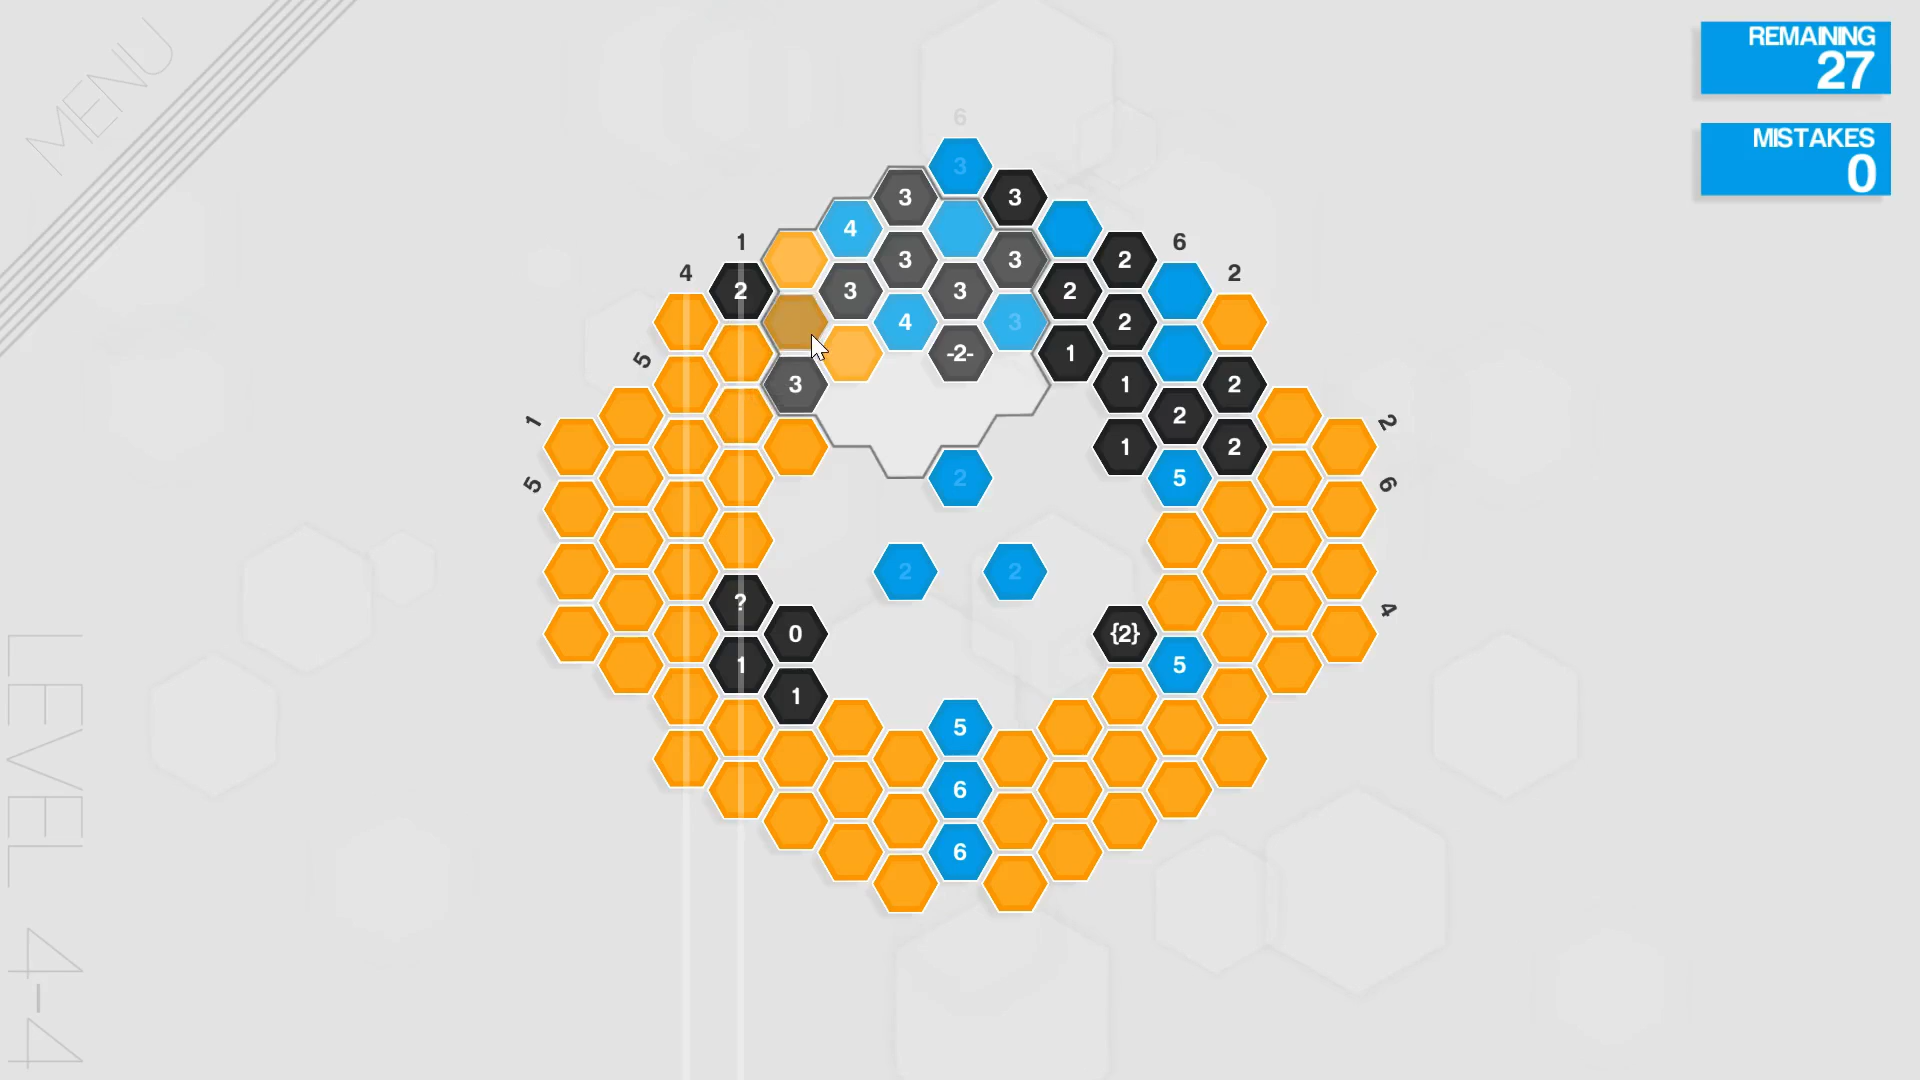 MENU
REMAINING
27
MISTAKES
0
6
3
3 3
4
1 3 3 6
2
4 2 3 3 2 2
4 3 2
5 -2- 1
3 1 2
1 2 2
1 2
5 2 5 6
2 2
?
0 {2} 4
1 5
1
5
6
6
LEVEL 4-4